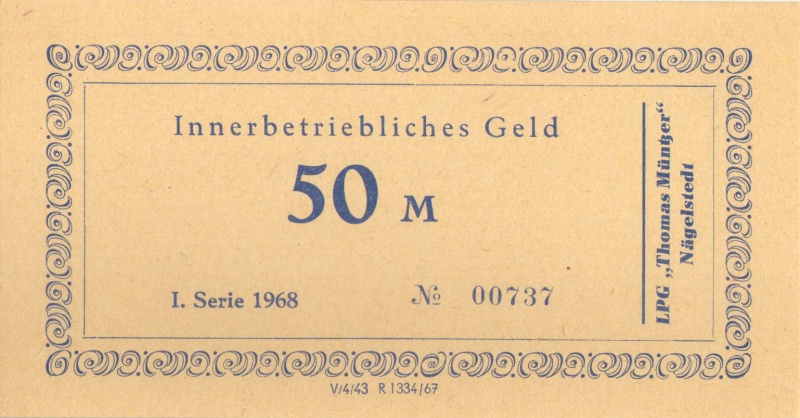 Innerbetriebliches Geld
50 M
I. Serie 1968
№ 00737
LPG „Thomas Müntzer“
Nägelstedt
V/4/43 R 1334/67